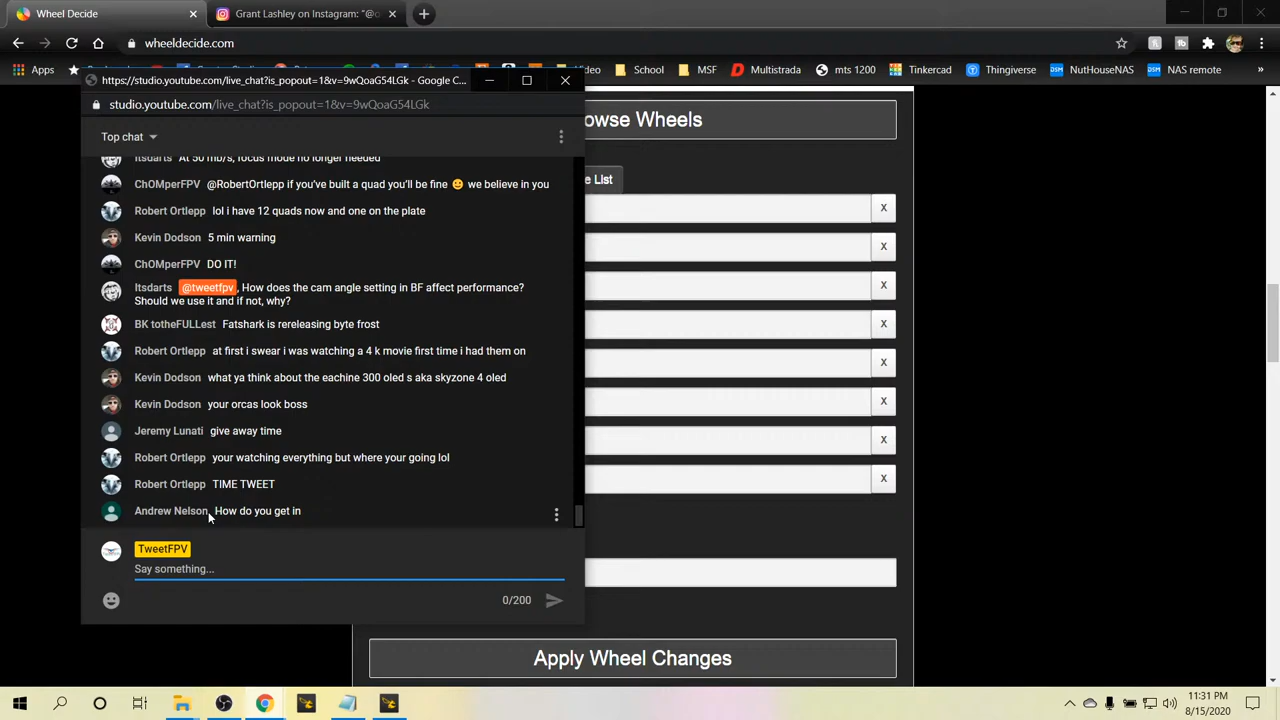 Wheel Decide
Grant Lashley on Instagram: "@
wheeldecide.com
Apps
Video
School
MSF
Multistrada
mts 1200
Tinkercad
Thingiverse
NutHouseNAS
NAS remote
»
https://studio.youtube.com/live_chat?is_popout=1&v=9wQoaG54LGk - Google C...
studio.youtube.com/live_chat?is_popout=1&v=9wQoaG54LGk
owse Wheels
Top chat
e List
Itsdarts At 50 mb/s, focus mode no longer needed
ChOMperFPV @RobertOrtlepp if you've built a quad you'll be fine 🙂 we believe in you
Robert Ortlepp lol i have 12 quads now and one on the plate
Kevin Dodson 5 min warning
ChOMperFPV DO IT!
Itsdarts @tweetfpv, How does the cam angle setting in BF affect performance?
Should we use it and if not, why?
BK totheFULLest Fatshark is rereleasing byte frost
Robert Ortlepp at first i swear i was watching a 4 k movie first time i had them on
Kevin Dodson what ya think about the eachine 300 oled s aka skyzone 4 oled
Kevin Dodson your orcas look boss
Jeremy Lunati give away time
Robert Ortlepp your watching everything but where your going lol
Robert Ortlepp TIME TWEET
Andrew Nelson How do you get in
TweetFPV
Say something...
0/200
X
X
X
X
X
X
X
X
Apply Wheel Changes
11:31 PM
8/15/2020